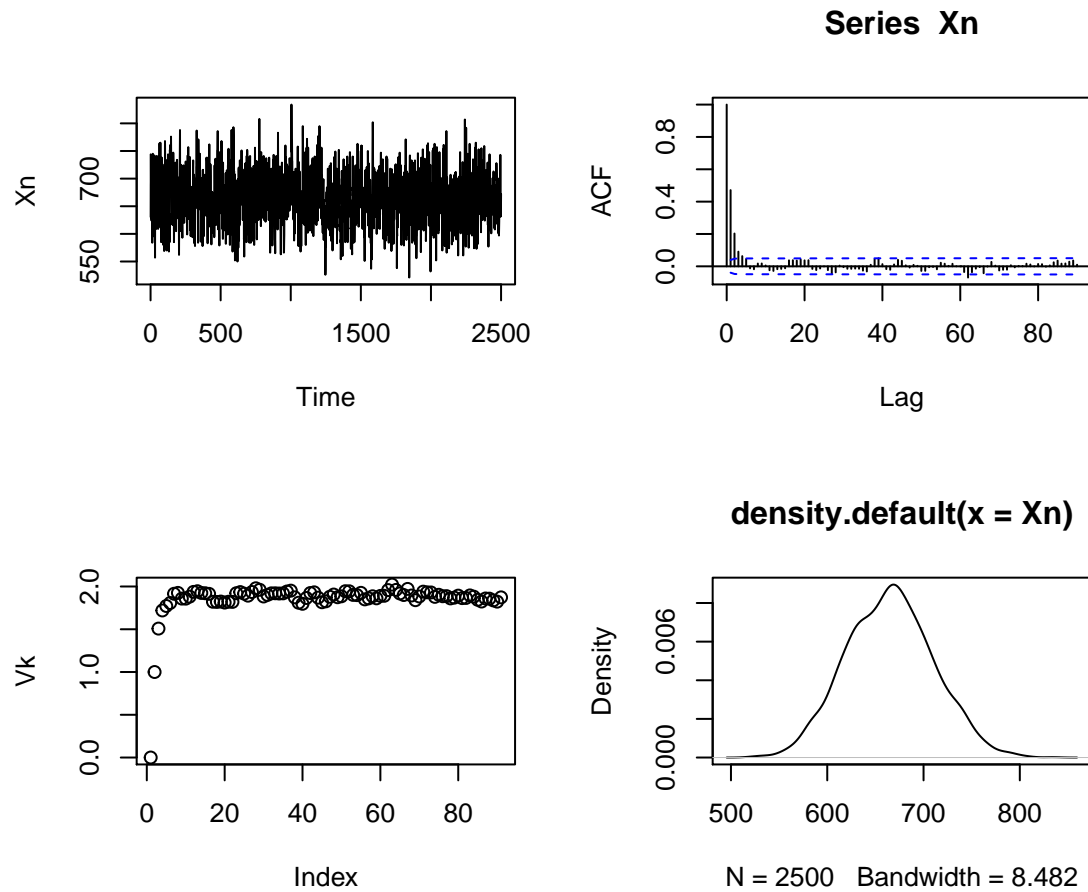 Series  Xn
Xn
550
700
0
500
1500
2500
Time
ACF
0.0
0.4
0.8
0
20
40
60
80
Lag
density.default(x = Xn)
Vk
0.0
1.0
2.0
0
20
40
60
80
Index
Density
0.000
0.006
500
600
700
800
N = 2500   Bandwidth = 8.482